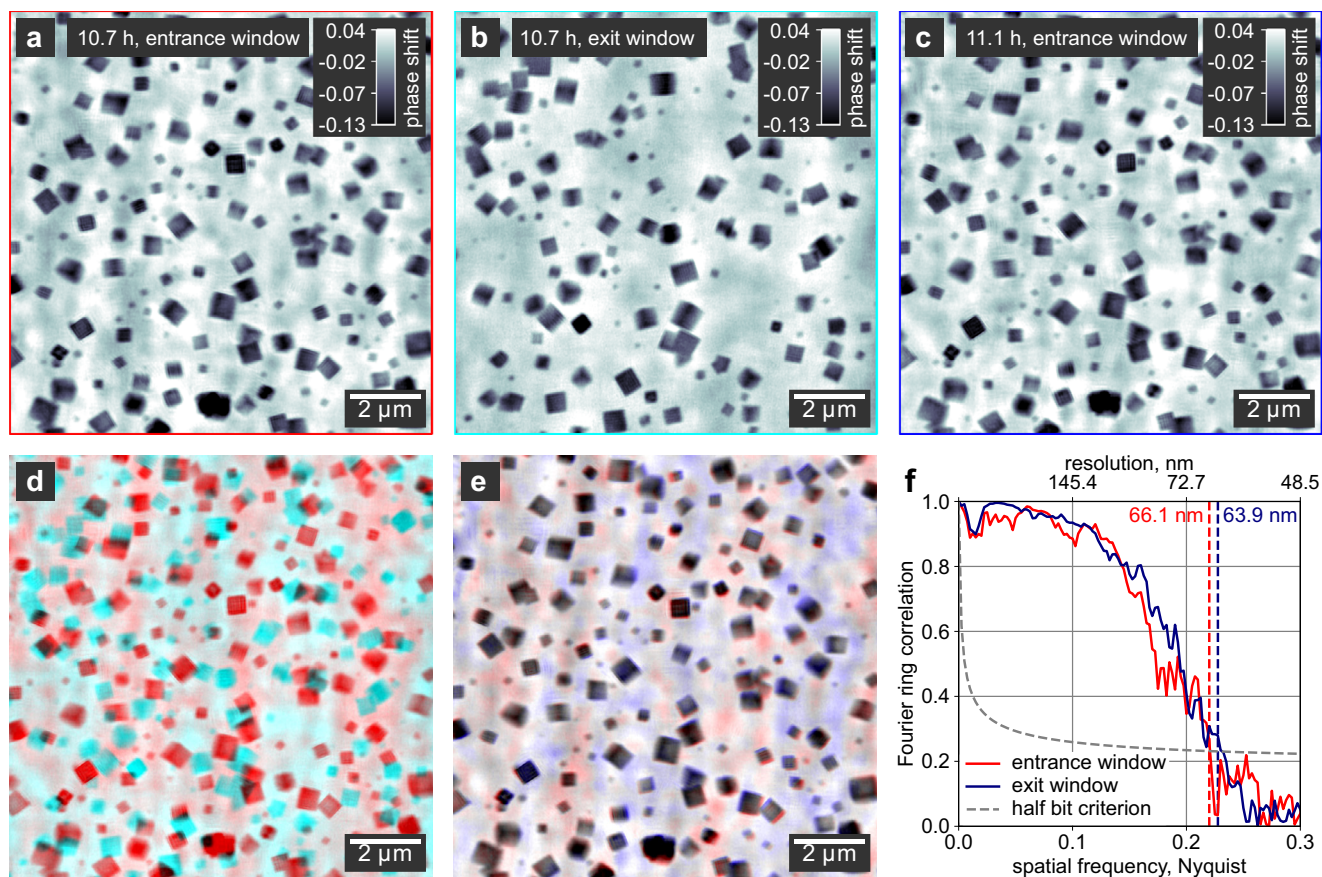 a
10.7 h, entrance window
0.04
-0.02
-0.07
-0.13
phase shift
2 µm
b
10.7 h, exit window
0.04
-0.02
-0.07
-0.13
phase shift
2 µm
c
11.1 h, entrance window
0.04
-0.02
-0.07
-0.13
phase shift
2 µm
d
2 µm
e
2 µm
f
resolution, nm
145.4 72.7 48.5
66.1 nm 63.9 nm
Fourier ring correlation
1.0
0.8
0.6
0.4
0.2
0.0
entrance window
exit window
half bit criterion
0.0 0.1 0.2 0.3
spatial frequency, Nyquist